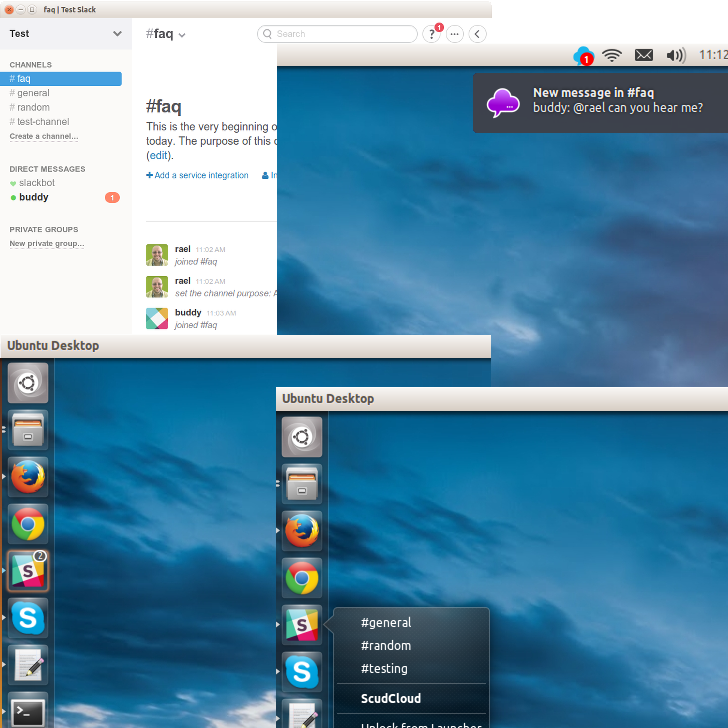 faq | Test Slack
Test
#faq
Search
?
1
CHANNELS
# faq
# general
# random
# test-channel
Create a channel...
DIRECT MESSAGES
slackbot
buddy
1
PRIVATE GROUPS
New private group...
#faq
This is the very beginning o
today. The purpose of this c
(edit).
+Add a service integration
In
rael 11:02 AM
joined #faq
rael 11:02 AM
set the channel purpose: A
buddy 11:03 AM
joined #faq
1
11:12
New message in #faq
buddy: @rael can you hear me?
Ubuntu Desktop
2
S
S
>_
Ubuntu Desktop
S
S
#general
#random
#testing
ScudCloud
Unlock from Launcher